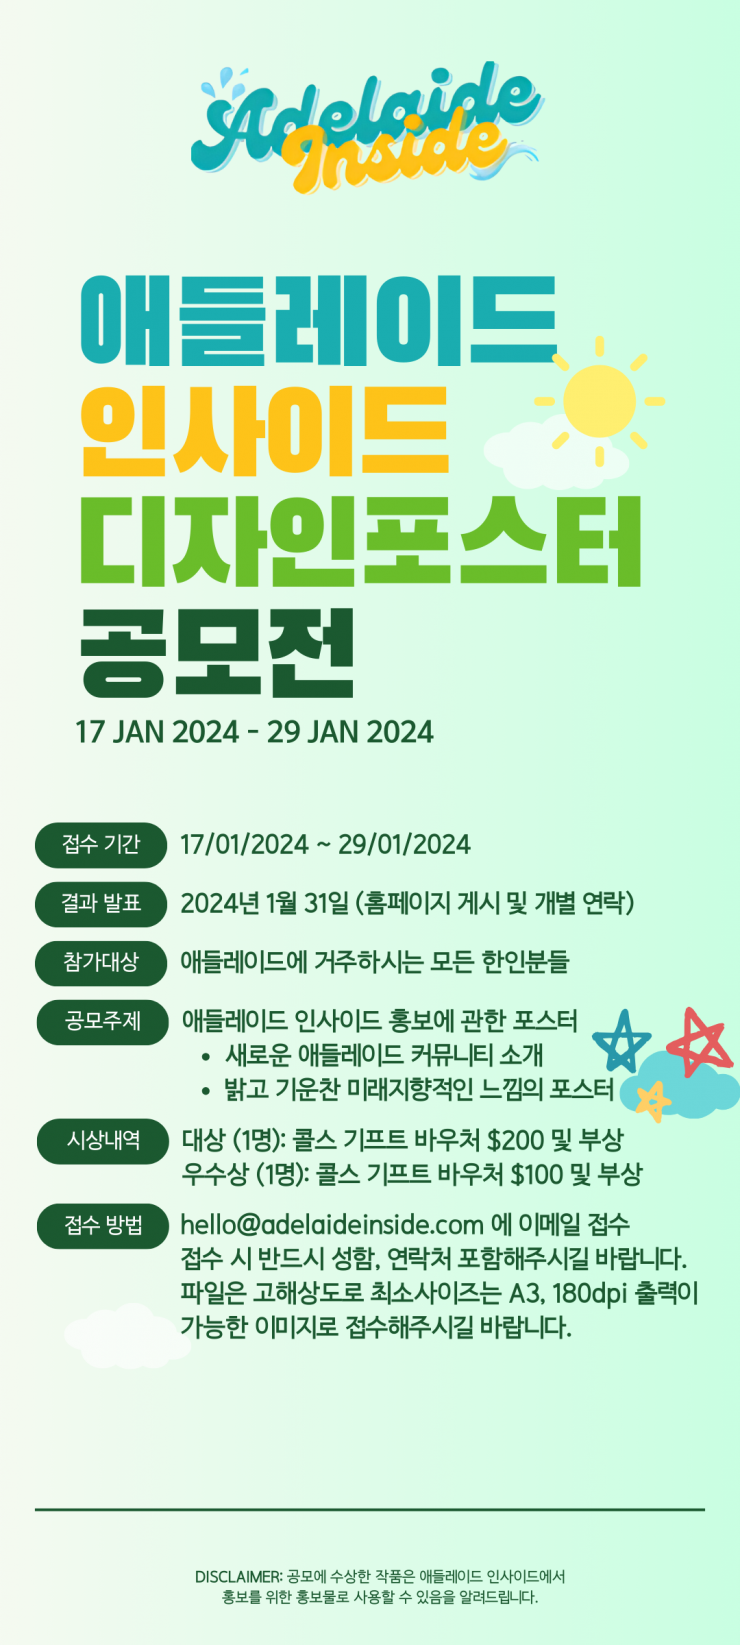 Adelaide
Inside
애들레이드
인사이드
디자인포스터
공모전
17 JAN 2024 - 29 JAN 2024
접수 기간 17/01/2024 ~ 29/01/2024
결과 발표 2024년 1월 31일 (홈페이지 게시 및 개별 연락)
참가대상 애들레이드에 거주하시는 모든 한인분들
공모주제 애들레이드 인사이드 홍보에 관한 포스터
• 새로운 애들레이드 커뮤니티 소개
• 밝고 기운찬 미래지향적인 느낌의 포스터
시상내역 대상 (1명): 콜스 기프트 바우처 $200 및 부상
우수상 (1명): 콜스 기프트 바우처 $100 및 부상
접수 방법 hello@adelaideinside.com 에 이메일 접수
접수 시 반드시 성함, 연락처 포함해주시길 바랍니다.
파일은 고해상도로 최소사이즈는 A3, 180dpi 출력이
가능한 이미지로 접수해주시길 바랍니다.
DISCLAIMER: 공모에 수상한 작품은 애들레이드 인사이드에서
홍보를 위한 홍보물로 사용할 수 있음을 알려드립니다.